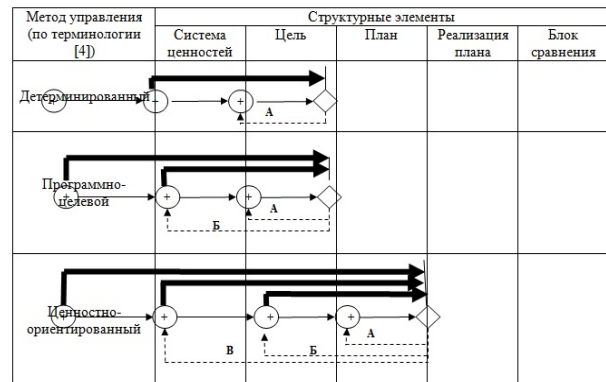 Метод управления
(по терминологии
[4])
Структурные элементы
Система
ценностей
Цель
План
Реализация
плана
Блок
сравнения
Детерминированный
А
Программно-
целевой
А
Б
Ценностно-
ориентированный
А
В
Б